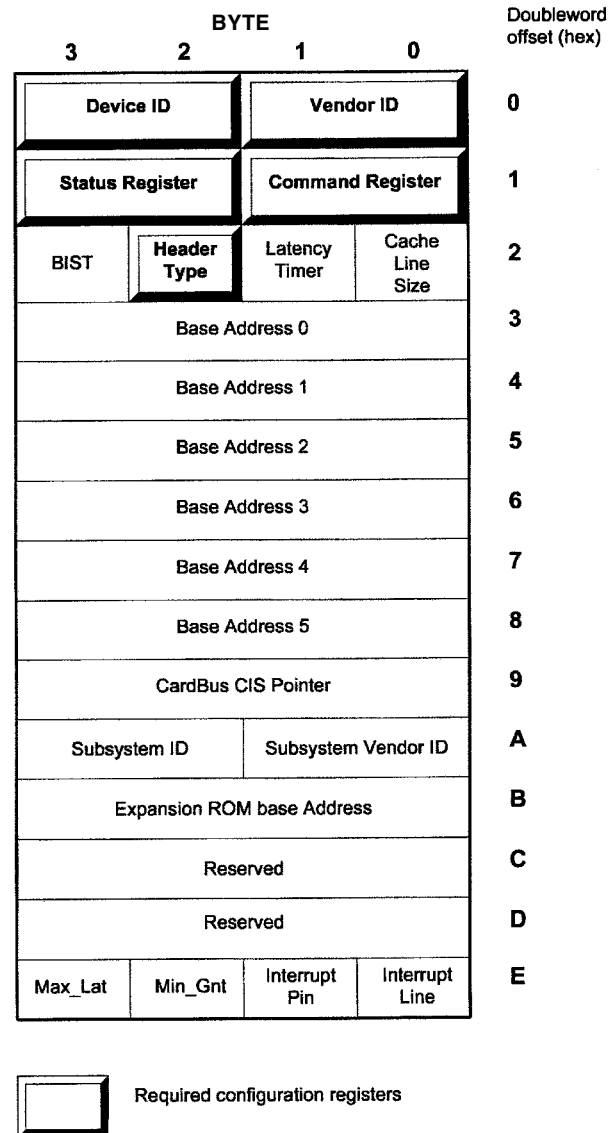 BYTE
Doubleword
offset (hex)
3 2 1 0
Device ID Vendor ID 0
Status Register Command Register 1
BIST Header Type Latency Timer Cache Line Size 2
Base Address 0 3
Base Address 1 4
Base Address 2 5
Base Address 3 6
Base Address 4 7
Base Address 5 8
CardBus CIS Pointer 9
Subsystem ID Subsystem Vendor ID A
Expansion ROM base Address B
Reserved C
Reserved D
Max_Lat Min_Gnt Interrupt Pin Interrupt Line E
Required configuration registers